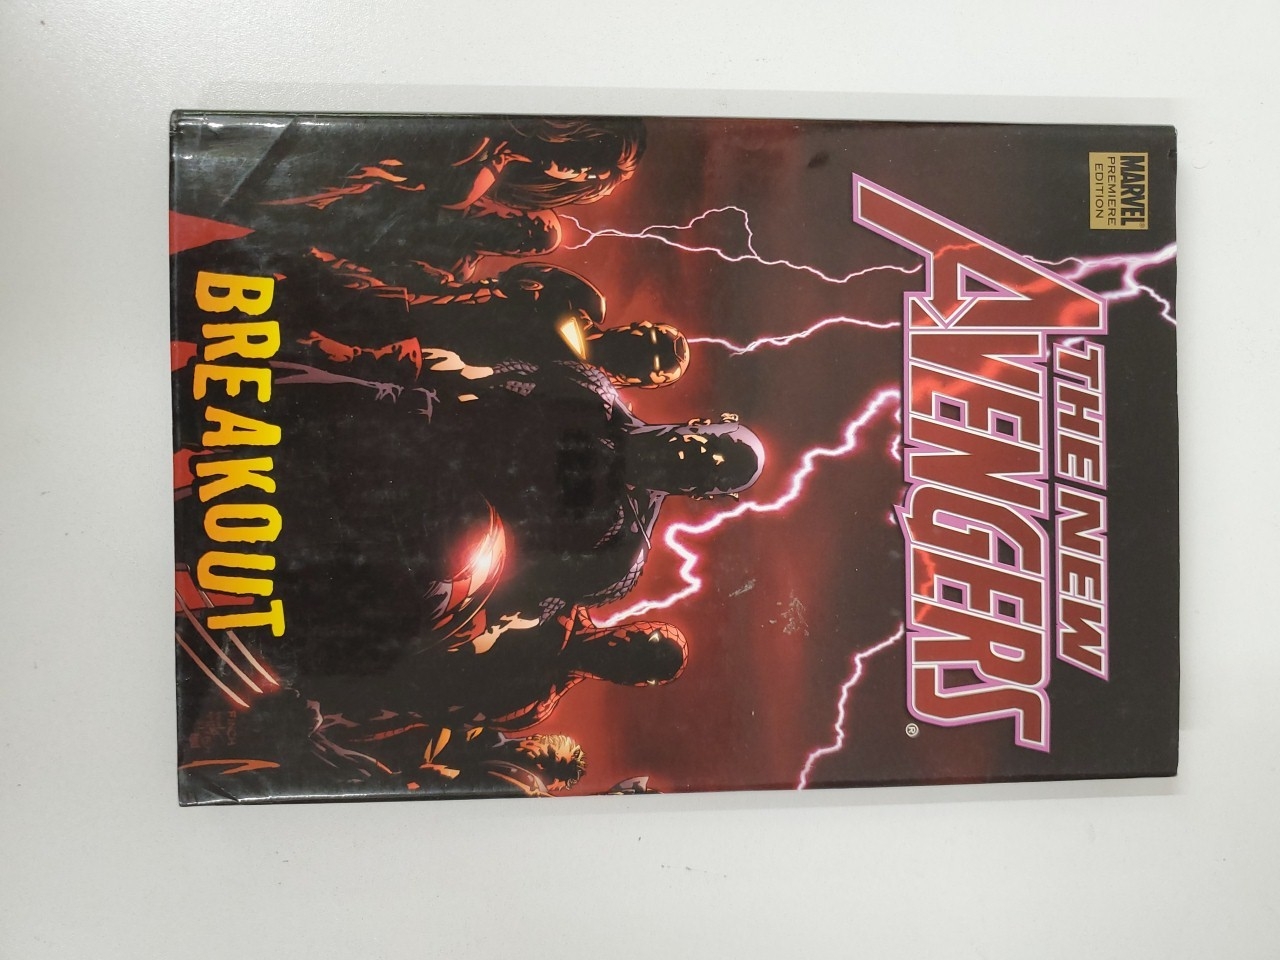 MARVEL®
PREMIERE
EDITION
THE NEW
AVENGERS®
BREAKOUT